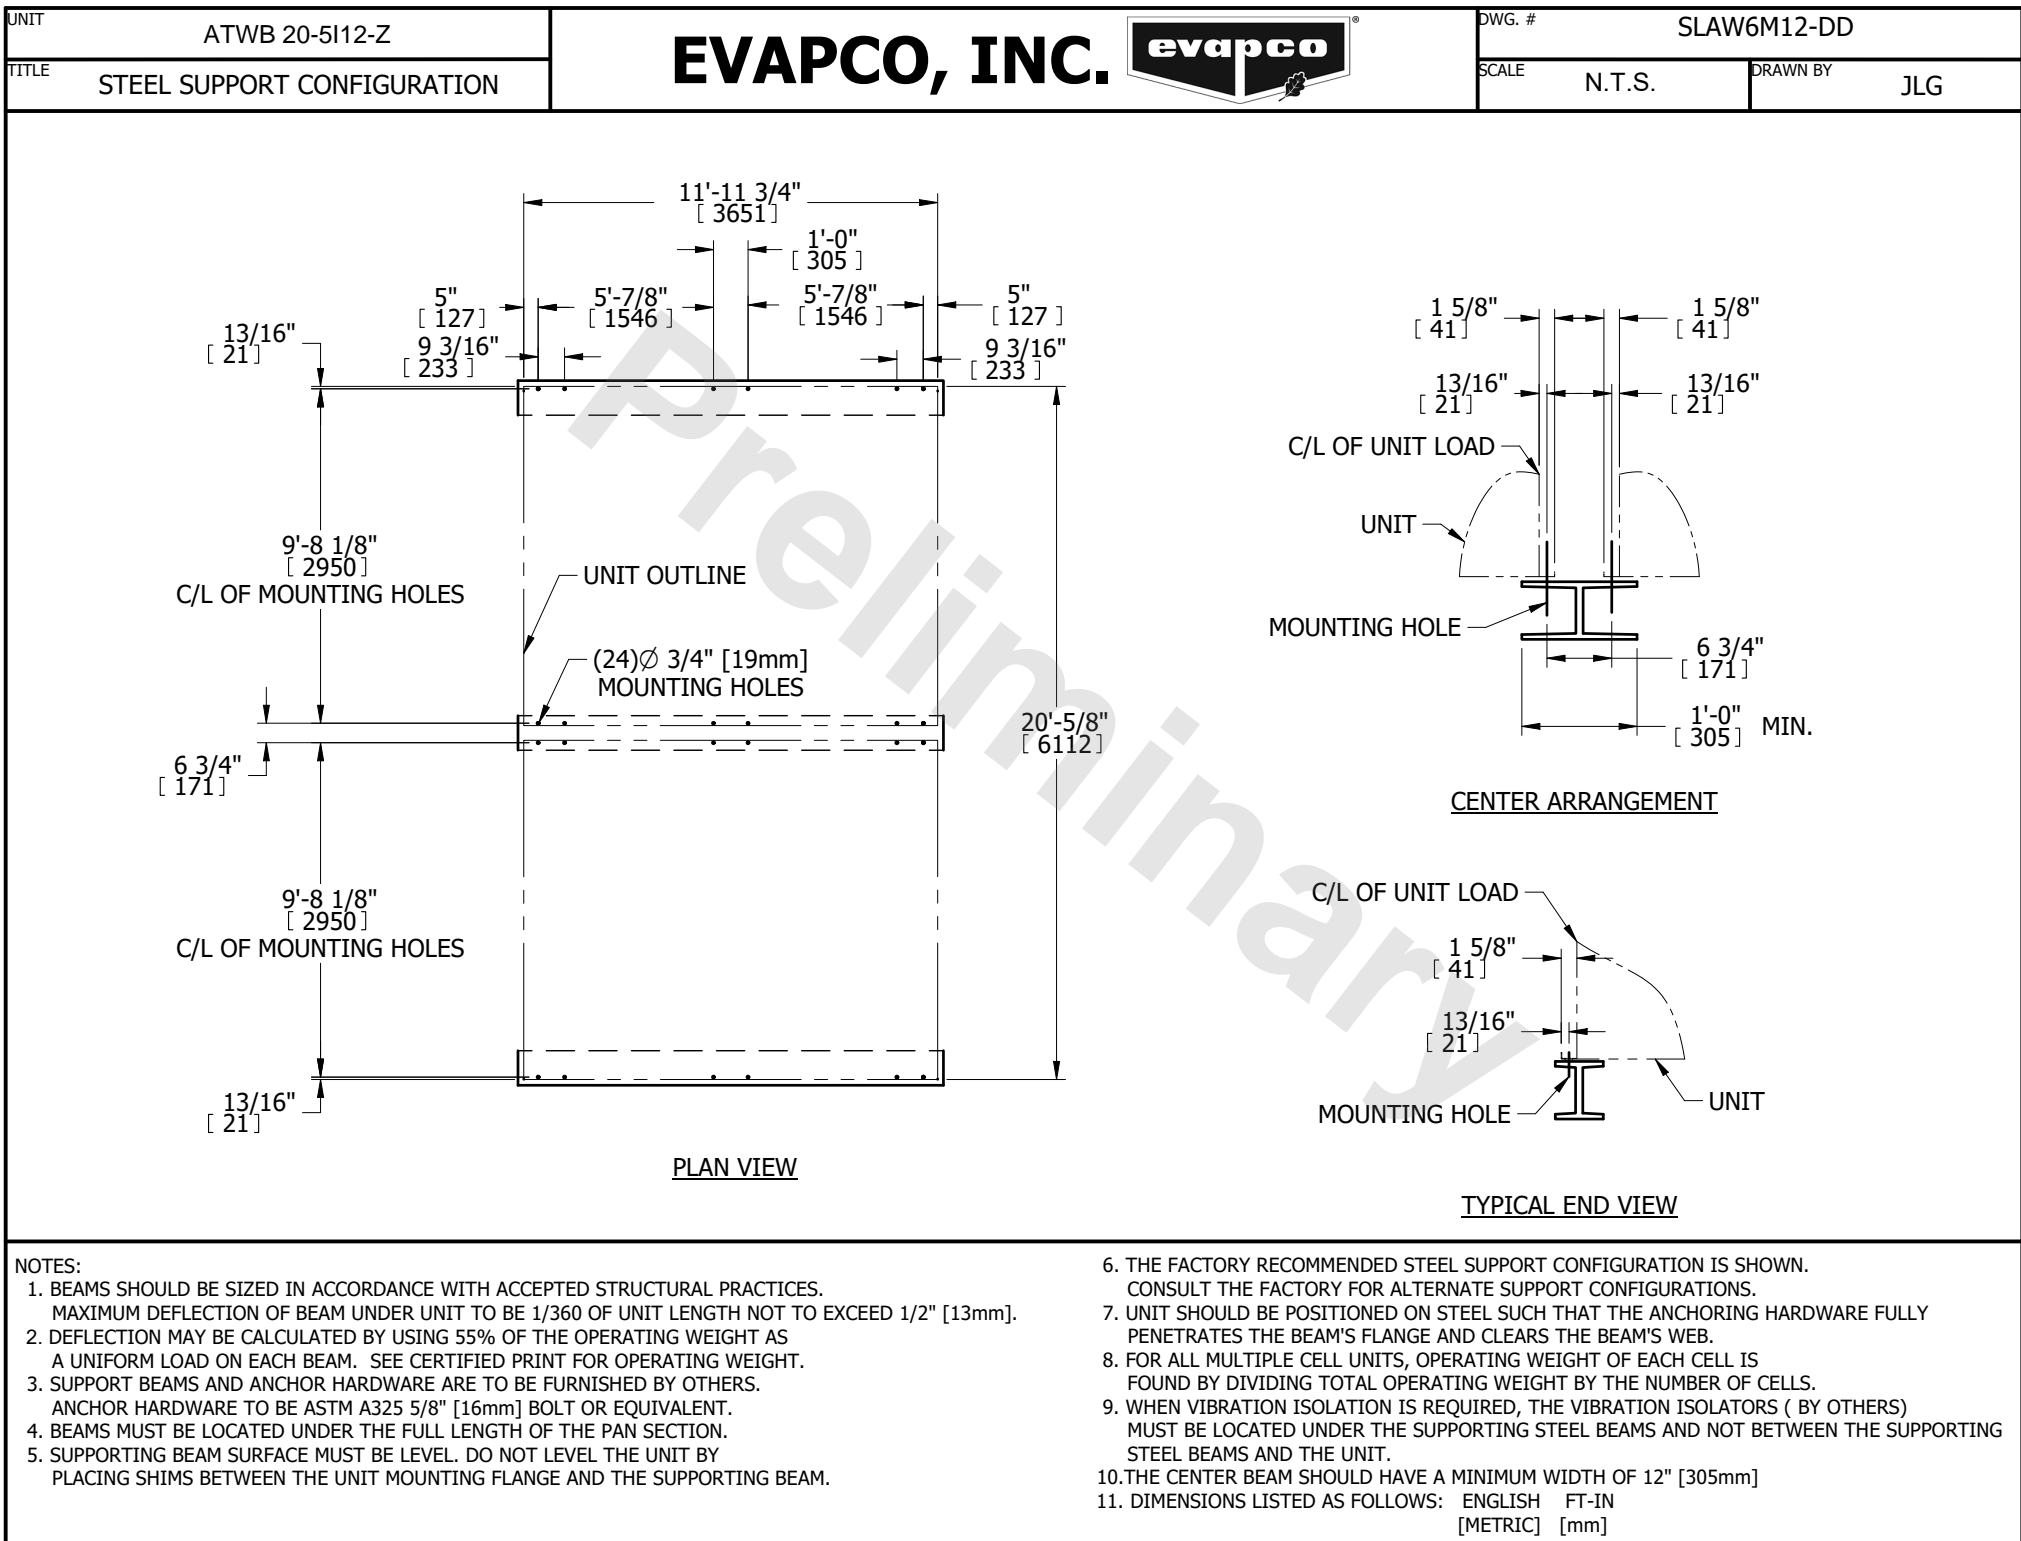 UNIT
ATWB 20-5I12-Z
TITLE
STEEL SUPPORT CONFIGURATION
EVAPCO, INC.
evapco®
DWG. #
SLAW6M12-DD
SCALE
N.T.S.
DRAWN BY
JLG
11'-11 3/4"
[ 3651]
1'-0"
[ 305 ]
5"
[ 127]
5'-7/8"
[ 1546 ]
5'-7/8"
[ 1546 ]
5"
[ 127 ]
13/16"
[ 21]
9 3/16"
[ 233 ]
9 3/16"
[ 233 ]
9'-8 1/8"
[ 2950]
C/L OF MOUNTING HOLES
UNIT OUTLINE
(24)Ø 3/4" [19mm]
MOUNTING HOLES
20'-5/8"
[ 6112]
6 3/4"
[ 171]
9'-8 1/8"
[ 2950]
C/L OF MOUNTING HOLES
13/16"
[ 21]
PLAN VIEW
1 5/8"
[ 41]
1 5/8"
[ 41]
13/16"
[ 21]
13/16"
[ 21]
C/L OF UNIT LOAD
UNIT
MOUNTING HOLE
6 3/4"
[ 171]
1'-0"
[ 305] MIN.
CENTER ARRANGEMENT
C/L OF UNIT LOAD
1 5/8"
[ 41]
13/16"
[ 21]
MOUNTING HOLE
UNIT
TYPICAL END VIEW
Preliminary
NOTES:
1. BEAMS SHOULD BE SIZED IN ACCORDANCE WITH ACCEPTED STRUCTURAL PRACTICES.
MAXIMUM DEFLECTION OF BEAM UNDER UNIT TO BE 1/360 OF UNIT LENGTH NOT TO EXCEED 1/2" [13mm].
2. DEFLECTION MAY BE CALCULATED BY USING 55% OF THE OPERATING WEIGHT AS
A UNIFORM LOAD ON EACH BEAM. SEE CERTIFIED PRINT FOR OPERATING WEIGHT.
3. SUPPORT BEAMS AND ANCHOR HARDWARE ARE TO BE FURNISHED BY OTHERS.
ANCHOR HARDWARE TO BE ASTM A325 5/8" [16mm] BOLT OR EQUIVALENT.
4. BEAMS MUST BE LOCATED UNDER THE FULL LENGTH OF THE PAN SECTION.
5. SUPPORTING BEAM SURFACE MUST BE LEVEL. DO NOT LEVEL THE UNIT BY
PLACING SHIMS BETWEEN THE UNIT MOUNTING FLANGE AND THE SUPPORTING BEAM.
6. THE FACTORY RECOMMENDED STEEL SUPPORT CONFIGURATION IS SHOWN.
CONSULT THE FACTORY FOR ALTERNATE SUPPORT CONFIGURATIONS.
7. UNIT SHOULD BE POSITIONED ON STEEL SUCH THAT THE ANCHORING HARDWARE FULLY
PENETRATES THE BEAM'S FLANGE AND CLEARS THE BEAM'S WEB.
8. FOR ALL MULTIPLE CELL UNITS, OPERATING WEIGHT OF EACH CELL IS
FOUND BY DIVIDING TOTAL OPERATING WEIGHT BY THE NUMBER OF CELLS.
9. WHEN VIBRATION ISOLATION IS REQUIRED, THE VIBRATION ISOLATORS ( BY OTHERS)
MUST BE LOCATED UNDER THE SUPPORTING STEEL BEAMS AND NOT BETWEEN THE SUPPORTING
STEEL BEAMS AND THE UNIT.
10.THE CENTER BEAM SHOULD HAVE A MINIMUM WIDTH OF 12" [305mm]
11. DIMENSIONS LISTED AS FOLLOWS: ENGLISH FT-IN
[METRIC] [mm]